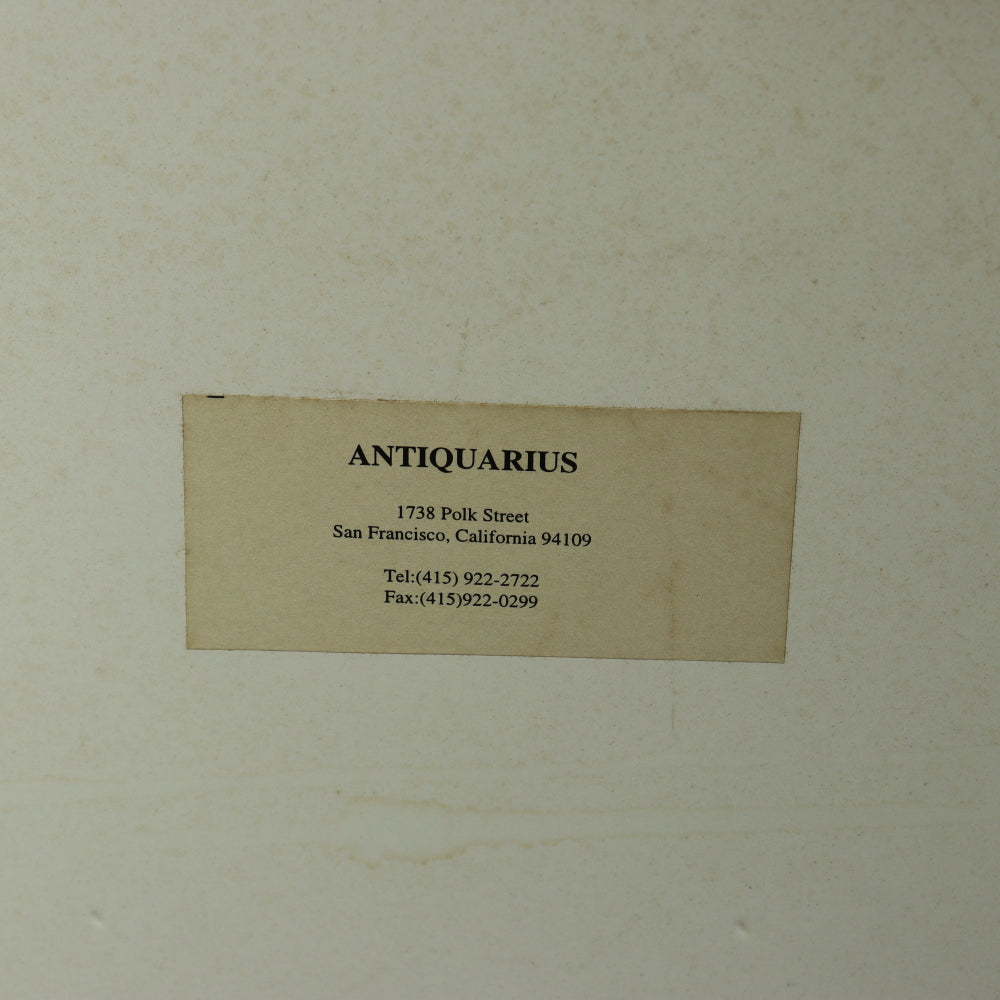 ANTIQUARIUS
1738 Polk Street
San Francisco, California 94109
Tel:(415) 922-2722
Fax:(415)922-0299